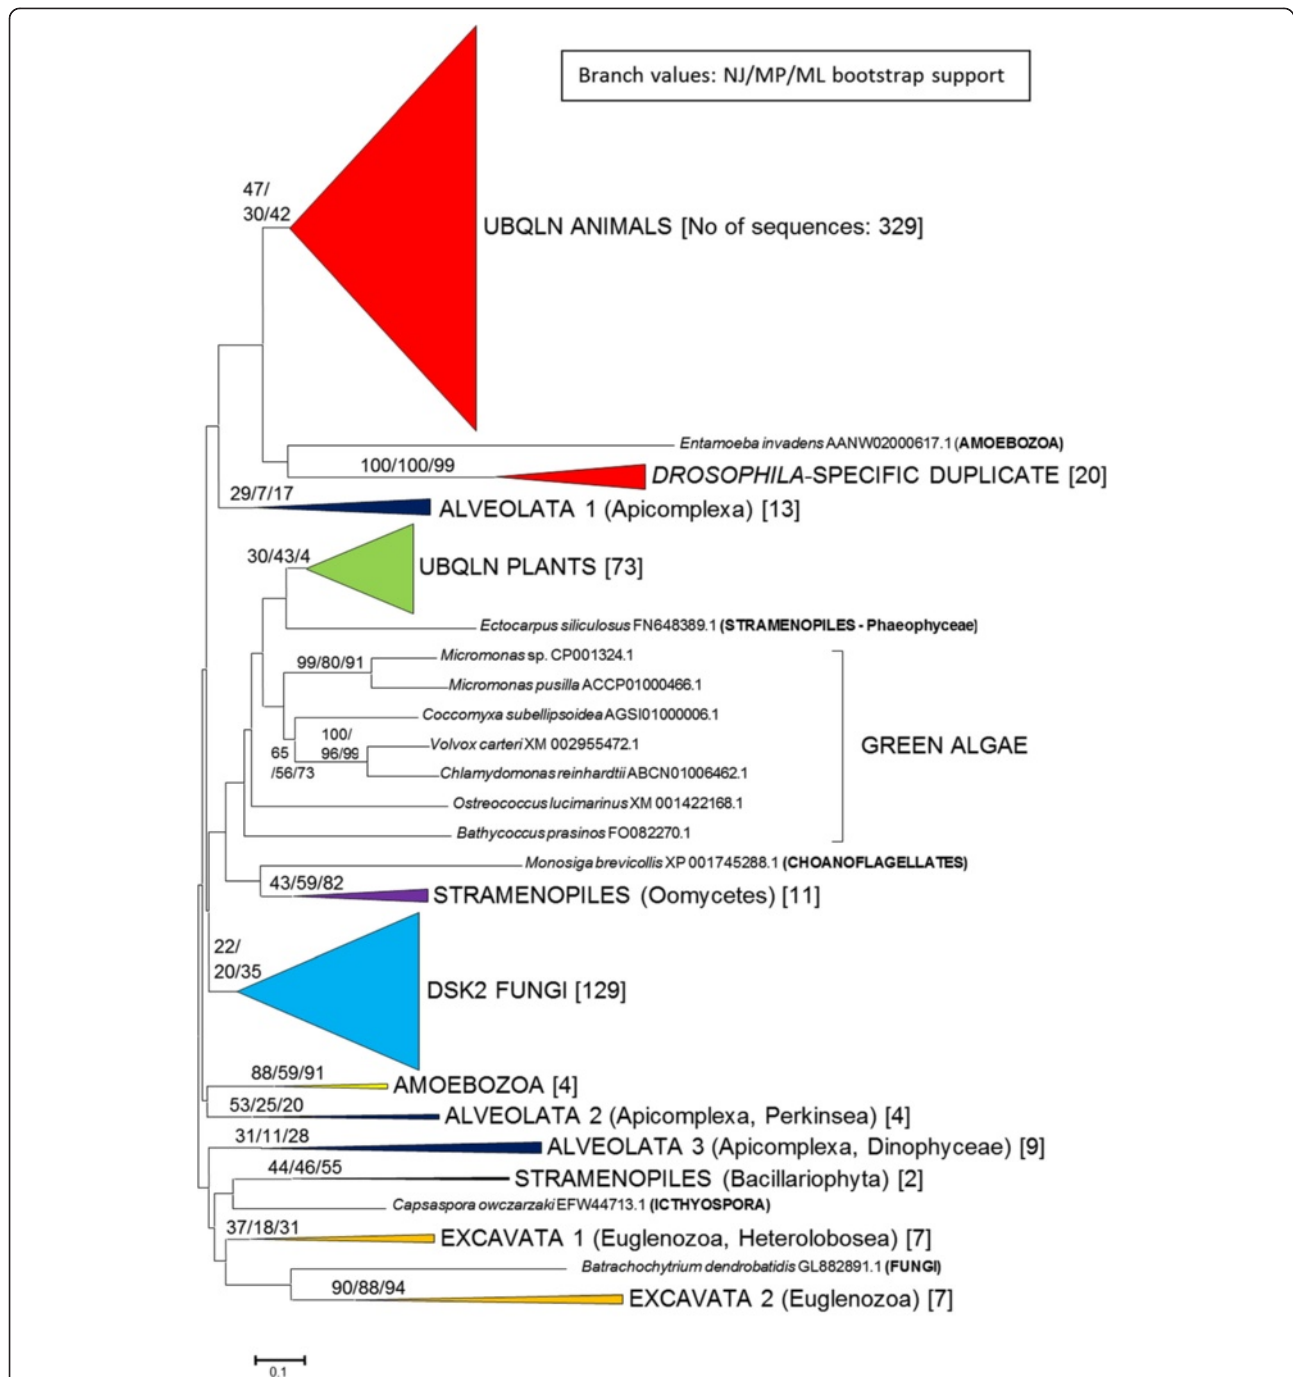 Branch values: NJ/MP/ML bootstrap support
47/
30/42
UBQLN ANIMALS [No of sequences: 329]
Entamoeba invadens AANW02000617.1 (AMOEBOZOA)
100/100/99
DROSOPHILA-SPECIFIC DUPLICATE [20]
29/7/17
ALVEOLATA 1 (Apicomplexa) [13]
30/43/4
UBQLN PLANTS [73]
Ectocarpus siliculosus FN648389.1 (STRAMENOPILES - Phaeophyceae)
99/80/91
Micromonas sp. CP001324.1
Micromonas pusilla ACCP01000466.1
Coccomyxa subellipsoidea AGSI01000006.1
100/
96/99
65
/56/73
Volvox carteri XM 002955472.1
GREEN ALGAE
Chlamydomonas reinhardtii ABCN01006462.1
Ostreococcus lucimarinus XM 001422168.1
Bathycoccus prasinos FO082270.1
Monosiga brevicollis XP 001745288.1 (CHOANOFLAGELLATES)
43/59/82
STRAMENOPILES (Oomycetes) [11]
22/
20/35
DSK2 FUNGI [129]
88/59/91
AMOEBOZOA [4]
53/25/20
ALVEOLATA 2 (Apicomplexa, Perkinsea) [4]
31/11/28
ALVEOLATA 3 (Apicomplexa, Dinophyceae) [9]
44/46/55
STRAMENOPILES (Bacillariophyta) [2]
Capsaspora owczarzaki EFW44713.1 (ICTHYOSPORA)
37/18/31
EXCAVATA 1 (Euglenozoa, Heterolobosea) [7]
Batrachochytrium dendrobatidis GL882891.1 (FUNGI)
90/88/94
EXCAVATA 2 (Euglenozoa) [7]
0.1